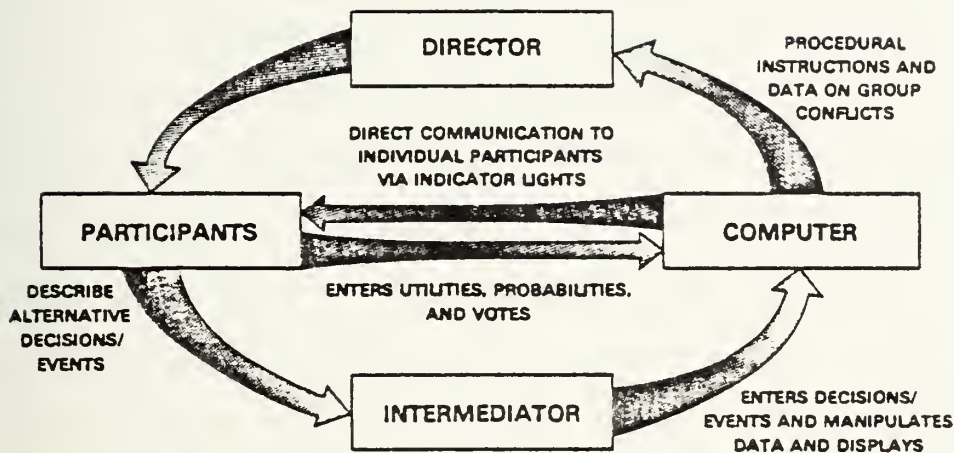 DIRECTOR
PROCEDURAL
INSTRUCTIONS AND
DATA ON GROUP
CONFLICTS
DIRECT COMMUNICATION TO
INDIVIDUAL PARTICIPANTS
VIA INDICATOR LIGHTS
PARTICIPANTS
COMPUTER
DESCRIBE
ALTERNATIVE
DECISIONS/
EVENTS
ENTERS UTILITIES, PROBABILITIES,
AND VOTES
INTERMEDIATOR
ENTERS DECISIONS/
EVENTS AND MANIPULATES
DATA AND DISPLAYS